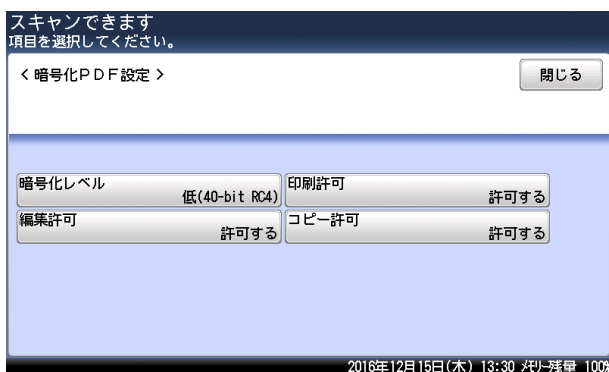 スキャンできます
項目を選択してください。
< 暗号化PDF設定 >
閉じる
暗号化レベル
低(40-bit RC4)
印刷許可
許可する
編集許可
許可する
コピー許可
許可する
2016年12月15日(木) 13:30 メモリー残量 100%